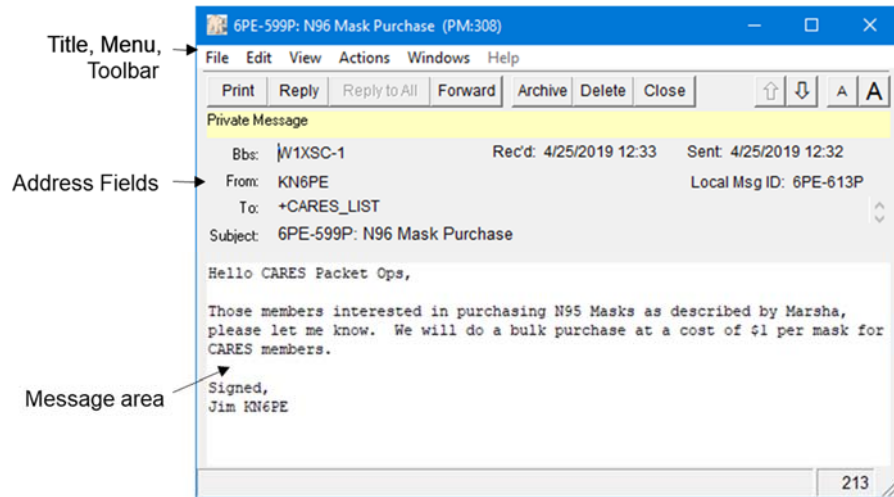 6PE-599P: N96 Mask Purchase (PM:308)
Title, Menu, Toolbar
File Edit View Actions Windows Help
Print Reply Reply to All Forward Archive Delete Close A A
Private Message
Bbs: W1XSC-1 Rec'd: 4/25/2019 12:33 Sent: 4/25/2019 12:32
Address Fields
From: KN6PE Local Msg ID: 6PE-613P
To: +CARES_LIST
Subject: 6PE-599P: N96 Mask Purchase
Hello CARES Packet Ops,
Those members interested in purchasing N95 Masks as described by Marsha,
please let me know. We will do a bulk purchase at a cost of $1 per mask for
CARES members.
Message area
Signed,
Jim KN6PE
213